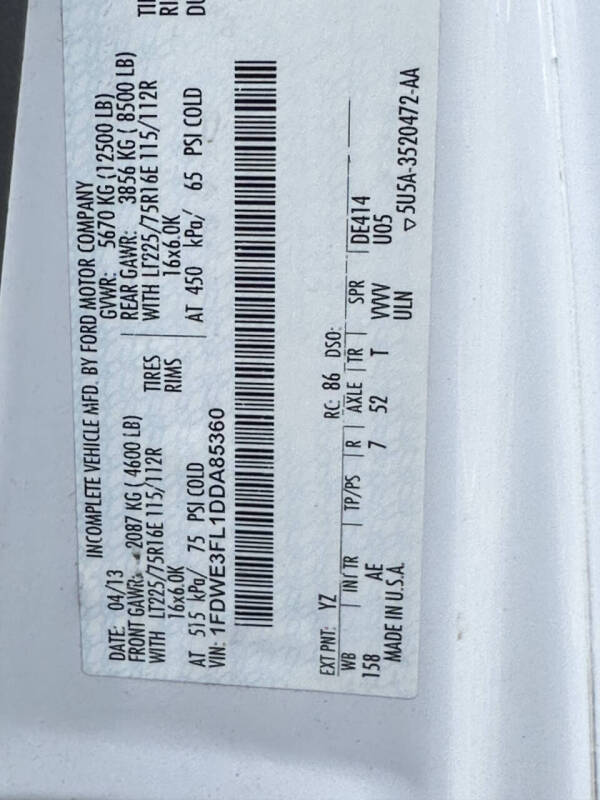 INCOMPLETE VEHICLE MFD. BY FORD MOTOR COMPANY
DATE: 04/13 GVWR: 5670 KG (12500 LB)
FRONT GAWR: 2087 KG ( 4600 LB) REAR GAWR: 3856 KG ( 8500 LB)
WITH LT225/75R16E 115/112R TIRES WITH LT225/75R16E 115/112R
16x6.0K RIMS 16x6.0K
AT 515 kPa/ 75 PSI COLD AT 450 kPa/ 65 PSI COLD
VIN: 1FDWE3FL1DDA85360
EXT PNT: YZ RC: 86 DSO:
WB INT TR TP/PS R AXLE TR SPR DE414
158 AE 7 52 T VVV U05
MADE IN U.S.A. ULN
▽5U5A-3520472-AA